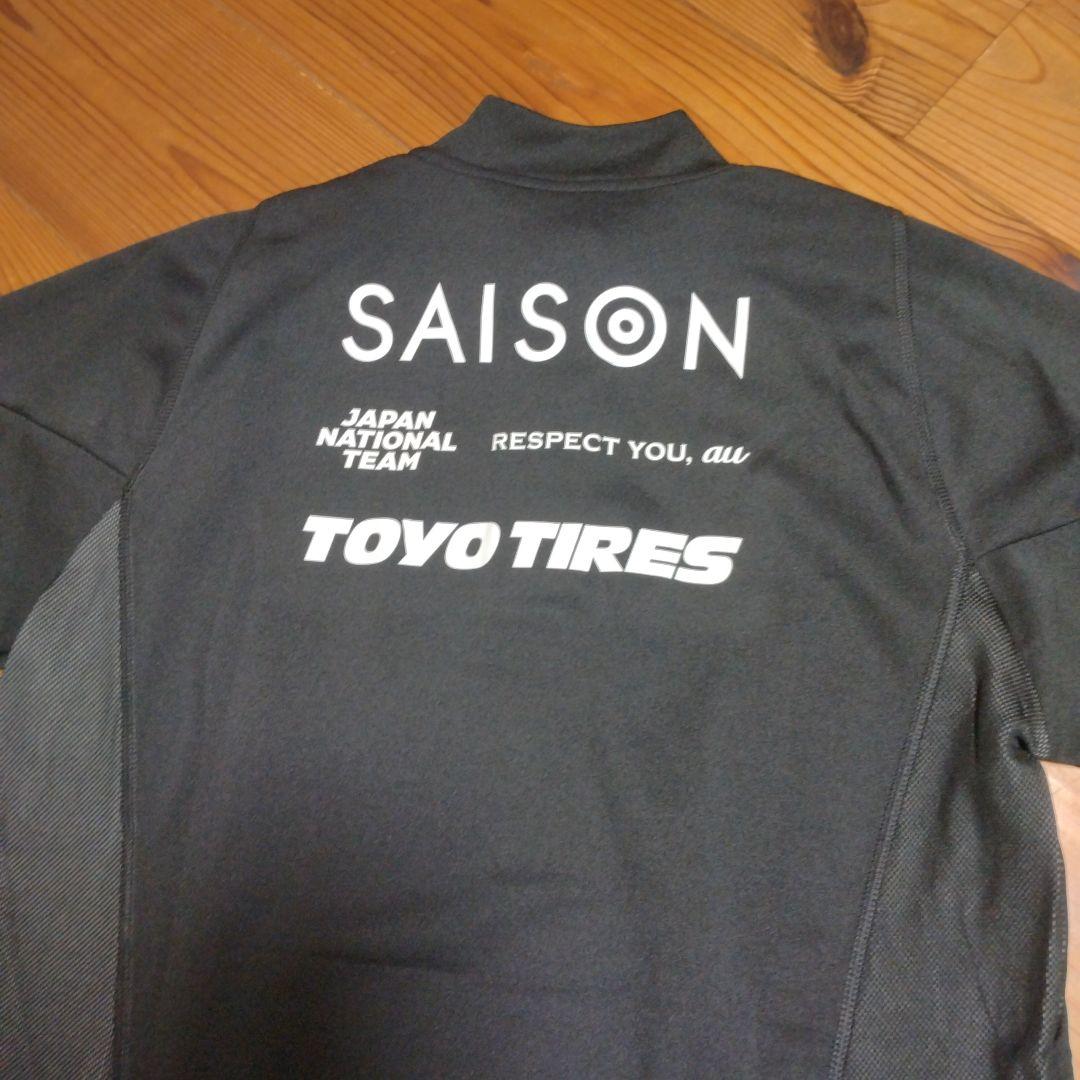 SAISON
JAPAN
NATIONAL
TEAM
RESPECT YOU, au
TOYO TIRES